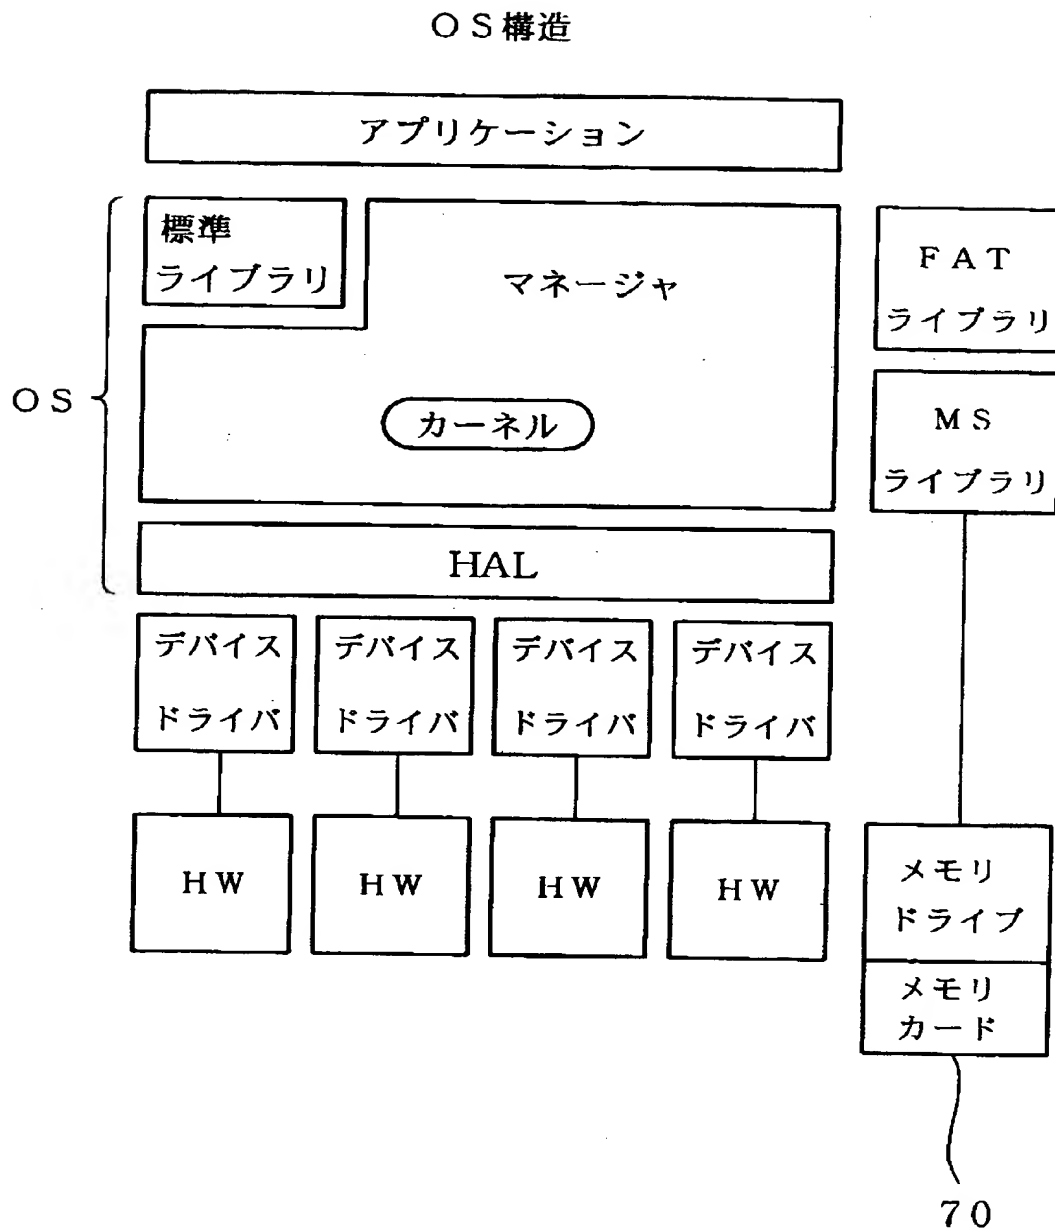 OS構造
アプリケーション
標準
ライブラリ
マネージャ
カーネル
OS
HAL
FAT
ライブラリ
MS
ライブラリ
デバイス
ドライバ
デバイス
ドライバ
デバイス
ドライバ
デバイス
ドライバ
HW
HW
HW
HW
メモリ
ドライブ
メモリ
カード
70